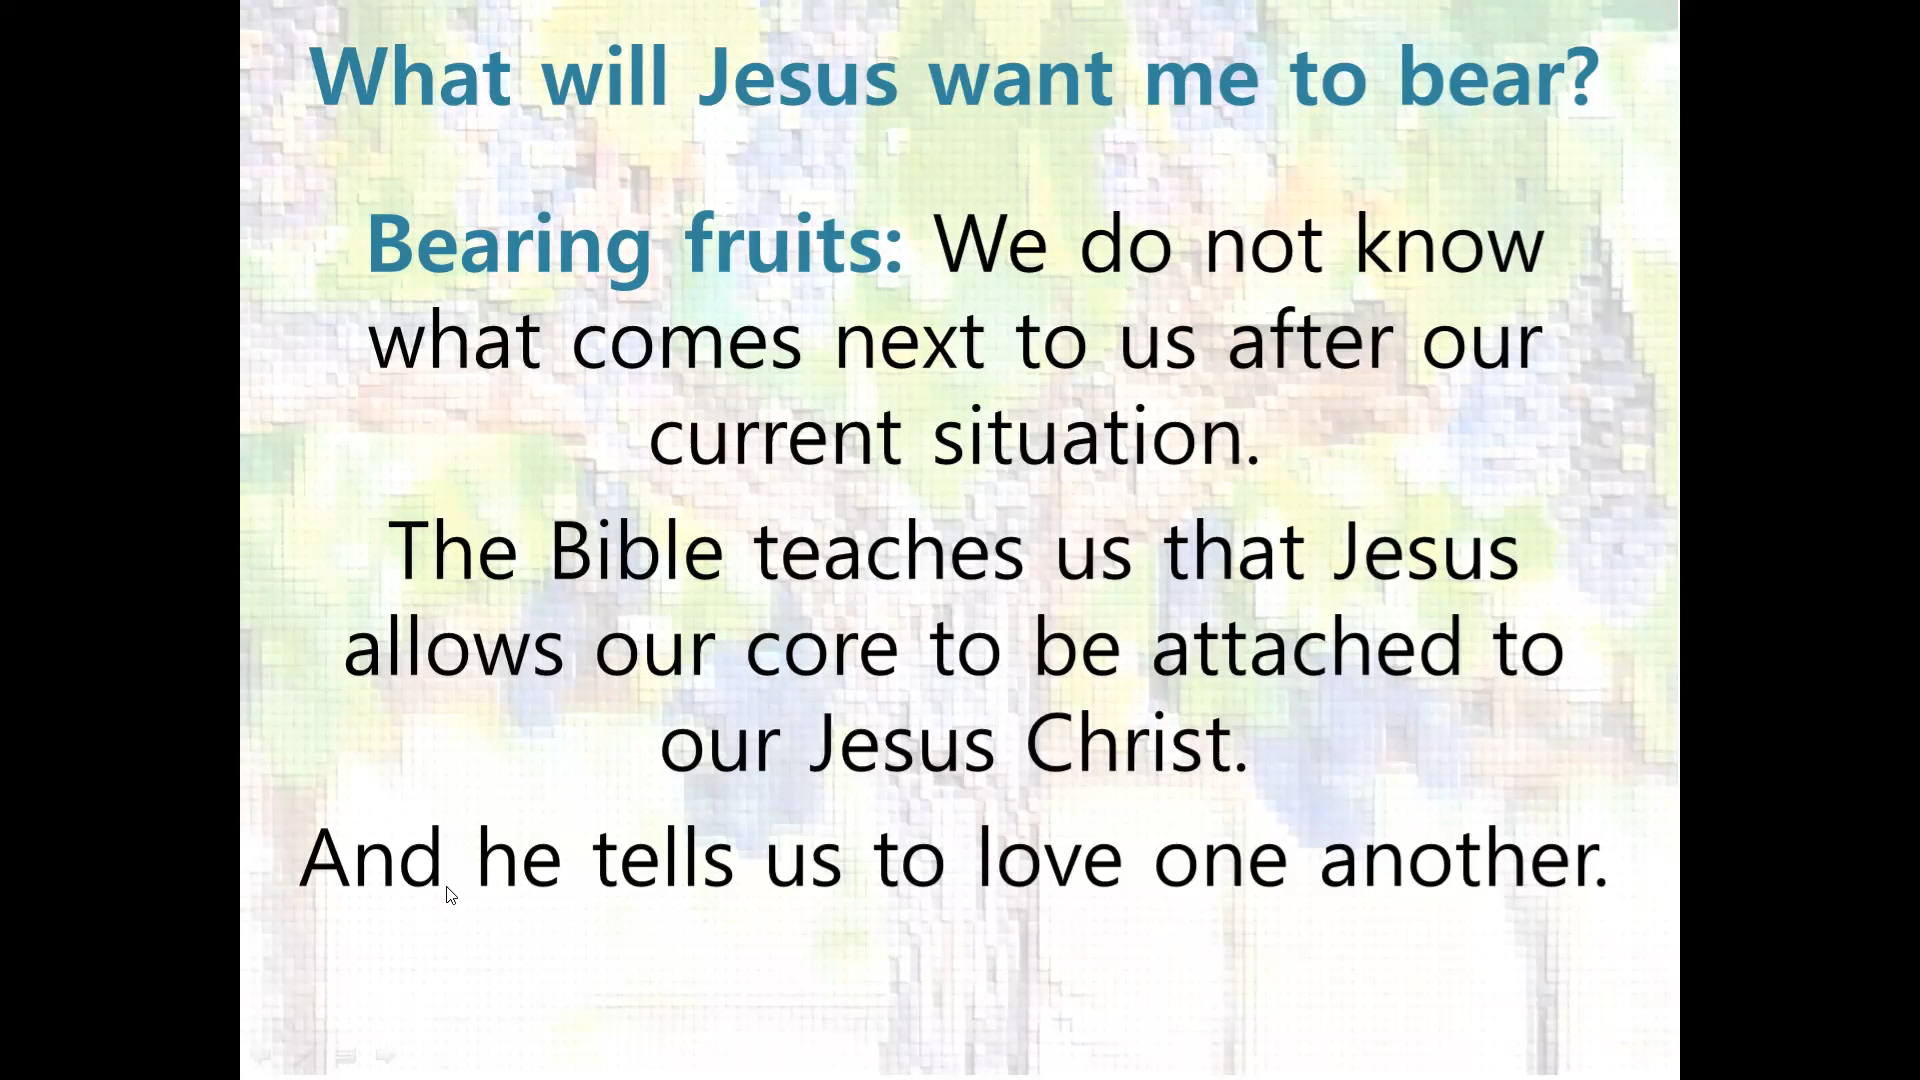 What will Jesus want me to bear?
Bearing fruits: We do not know
what comes next to us after our
current situation.
The Bible teaches us that Jesus
allows our core to be attached to
our Jesus Christ.
And he tells us to love one another.